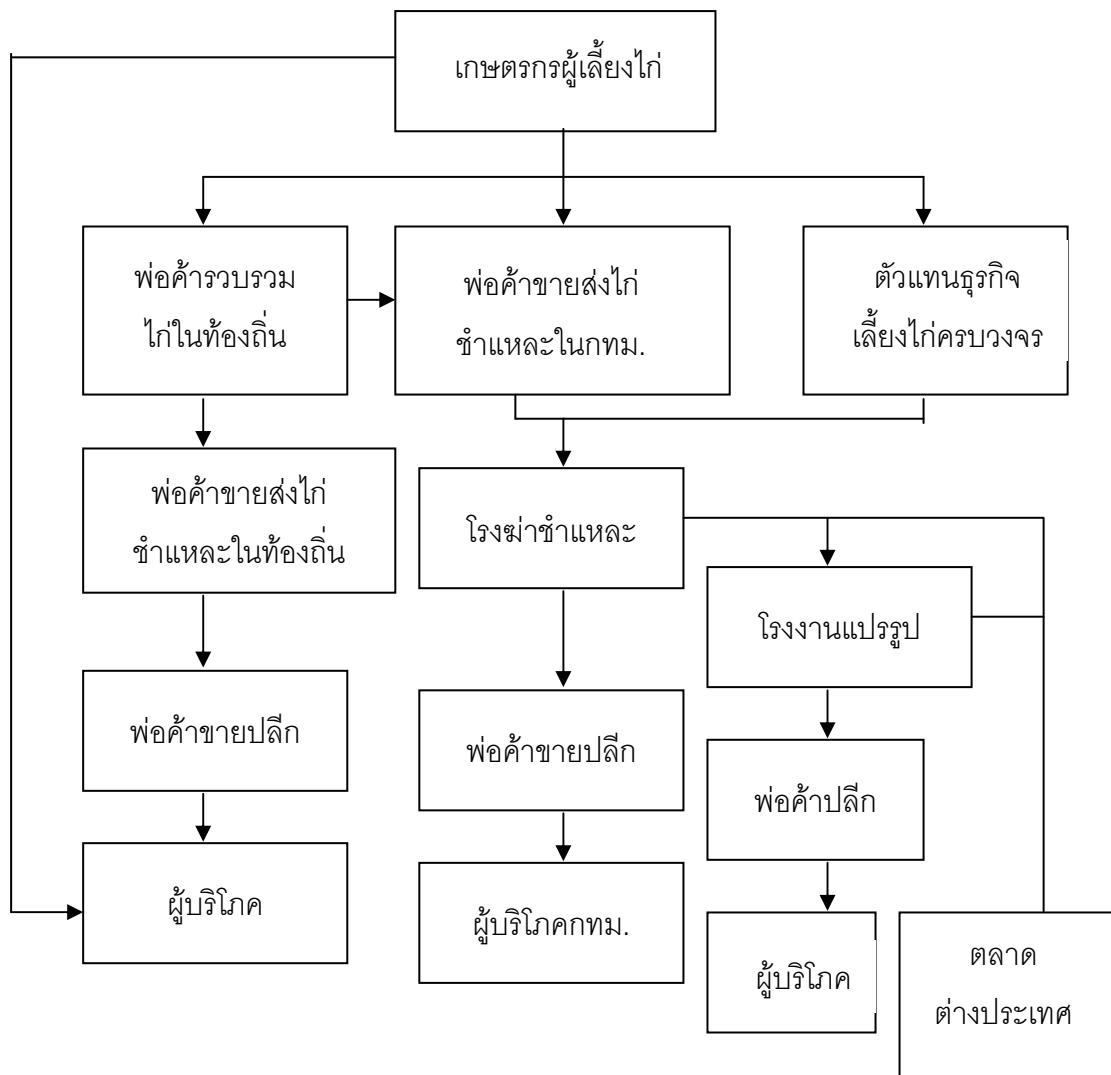 เกษตรกรผู้เลี้ยงไก่
พ่อค้ารวบรวม
ไก่ในท้องถิ่น
พ่อค้าขายส่งไก่
ชำแหละในกทม.
ตัวแทนธุรกิจ
เลี้ยงไก่ครบวงจร
พ่อค้าขายส่งไก่
ชำแหละในท้องถิ่น
โรงฆ่าชำแหละ
โรงงานแปรรูป
พ่อค้าขายปลีก
พ่อค้าขายปลีก
พ่อค้าปลีก
ผู้บริโภค
ผู้บริโภคกทม.
ผู้บริโภค
ตลาด
ต่างประเทศ